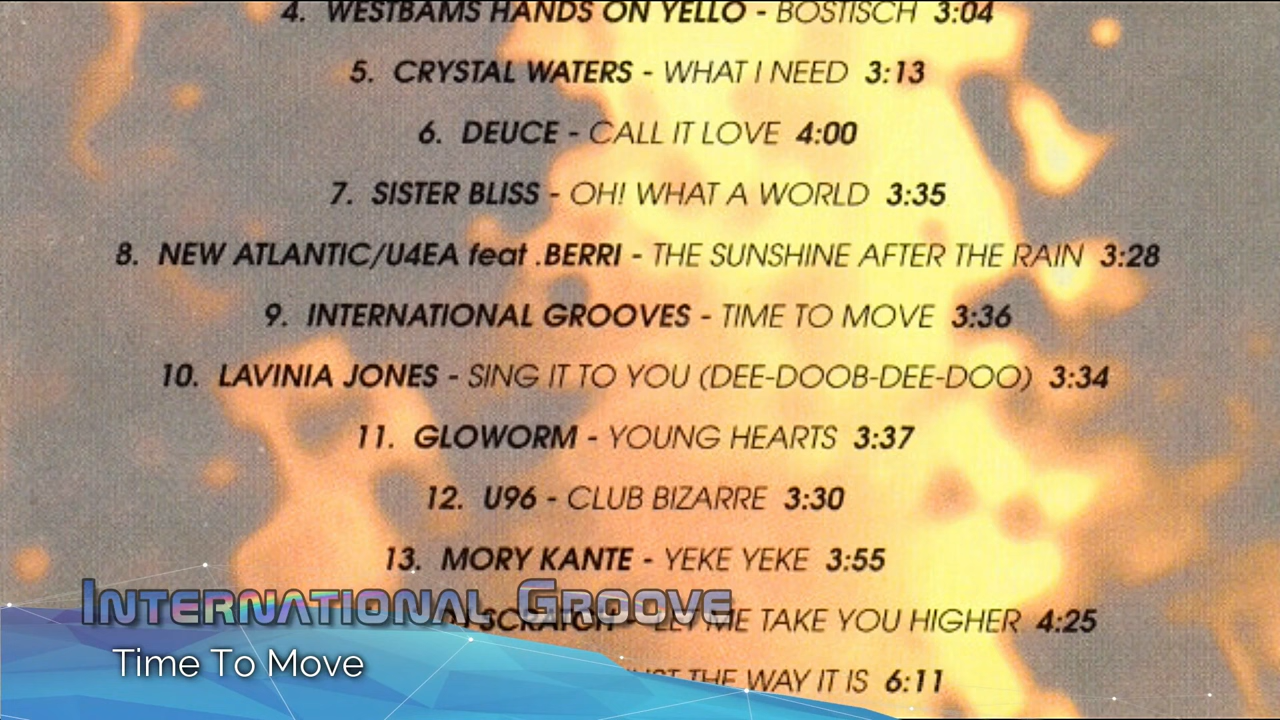 4. WESTBAMS HANDS ON YELLO - BOSTISCH 3:04
5. CRYSTAL WATERS - WHAT I NEED 3:13
6. DEUCE - CALL IT LOVE 4:00
7. SISTER BLISS - OH! WHAT A WORLD 3:35
8. NEW ATLANTIC/U4EA feat .BERRI - THE SUNSHINE AFTER THE RAIN 3:28
9. INTERNATIONAL GROOVES - TIME TO MOVE 3:36
10. LAVINIA JONES - SING IT TO YOU (DEE-DOOB-DEE-DOO) 3:34
11. GLOWORM - YOUNG HEARTS 3:37
12. U96 - CLUB BIZARRE 3:30
13. MORY KANTE - YEKE YEKE 3:55
SCRATCH - LET ME TAKE YOU HIGHER 4:25
International Groove
THE WAY IT IS 6:11
Time To Move